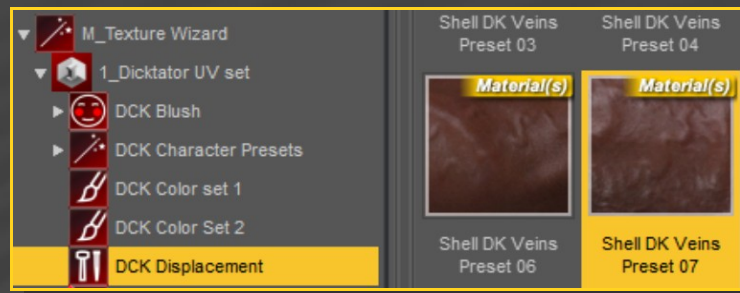 M_Texture Wizard
1_Dicktator UV set
DCK Blush
DCK Character Presets
DCK Color set 1
DCK Color Set 2
DCK Displacement
Shell DK Veins
Preset 03
Shell DK Veins
Preset 04
Material(s)
Shell DK Veins
Preset 06
Material(s)
Shell DK Veins
Preset 07